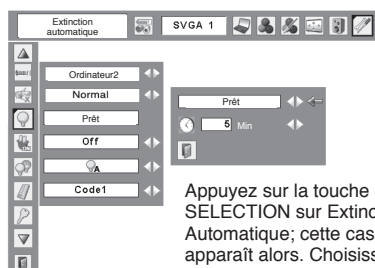 Extinction
automatique
SVGA 1
Ordinateur2
Normal
Prêt
Off
A
Code1
Prêt
5 Min
Appuyez sur la touche
SELECTION sur Extinc
Automatique; cette cas
apparaît alors. Choisiss